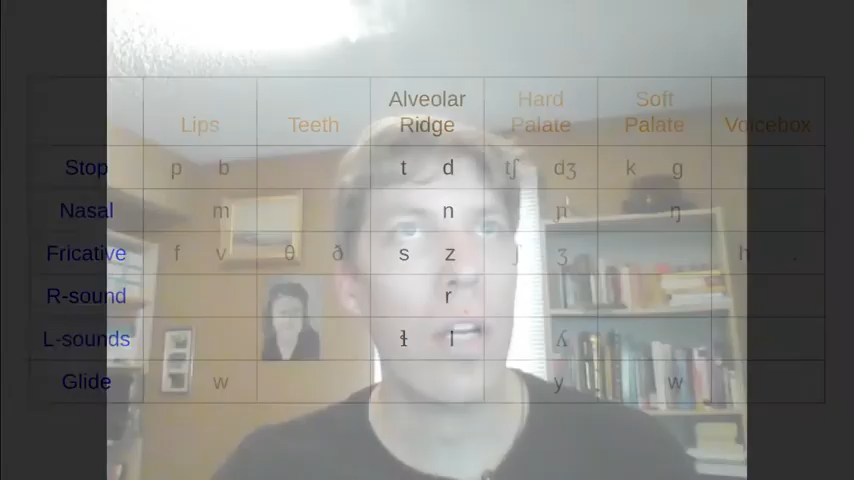 Lips Teeth Alveolar Ridge Hard Palate Soft Palate Voicebox
Stop p b t d tʃ dʒ k g
Nasal m n ɲ ŋ
Fricative f v θ ð s z ʃ ʒ h
R-sound r
L-sounds ɬ l ʎ
Glide w y w